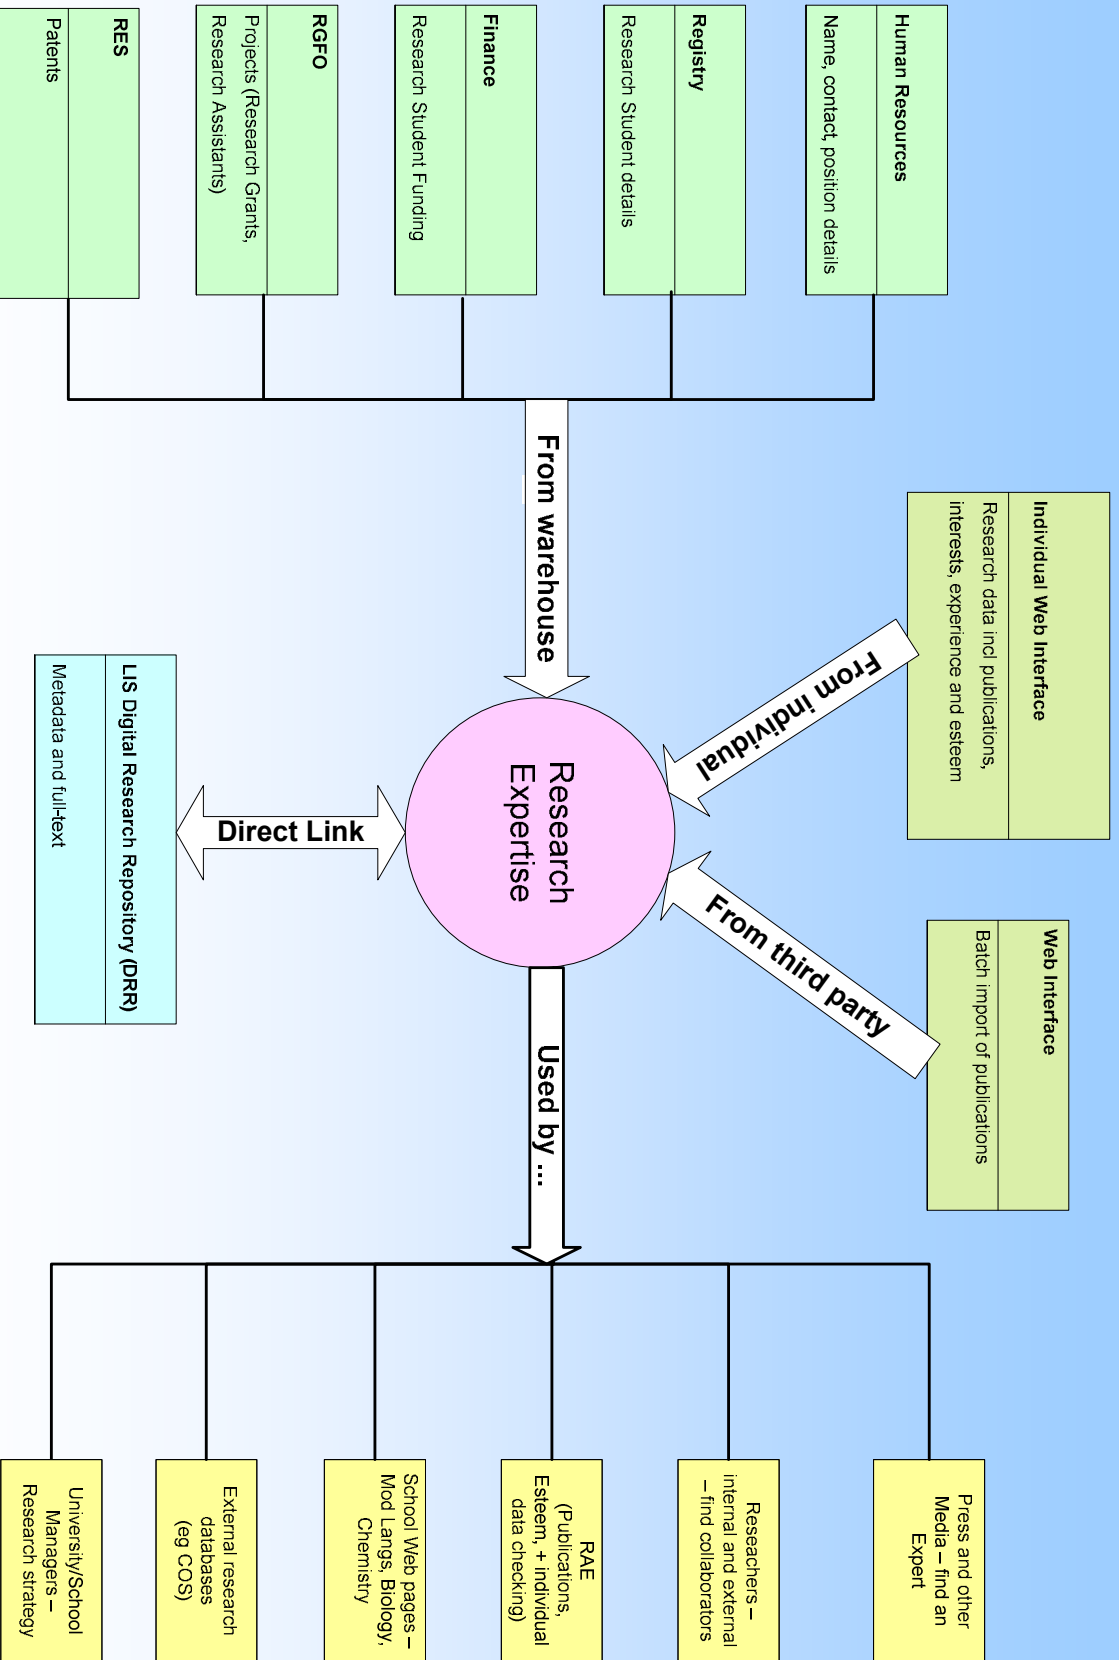 Human Resources
Name, contact, position details
Registry
Research Student details
Finance
Research Student Funding
RGFO
Projects (Research Grants,
Research Assistants)
RES
Patents
From warehouse
Individual Web Interface
Research data incl publications,
interests, experience and esteem
From individual
Web Interface
Batch import of publications
From third party
Research
Expertise
Direct Link
LIS Digital Research Repository (DRR)
Metadata and full-text
Used by ...
Press and other
Media – find an
Expert
Reseachers –
internal and external
– find collaborators
RAE
(Publications,
Esteem, + individual
data checking)
School Web pages –
Mod Langs, Biology,
Chemistry
External research
databases
(eg COS)
University/School
Managers –
Research strategy